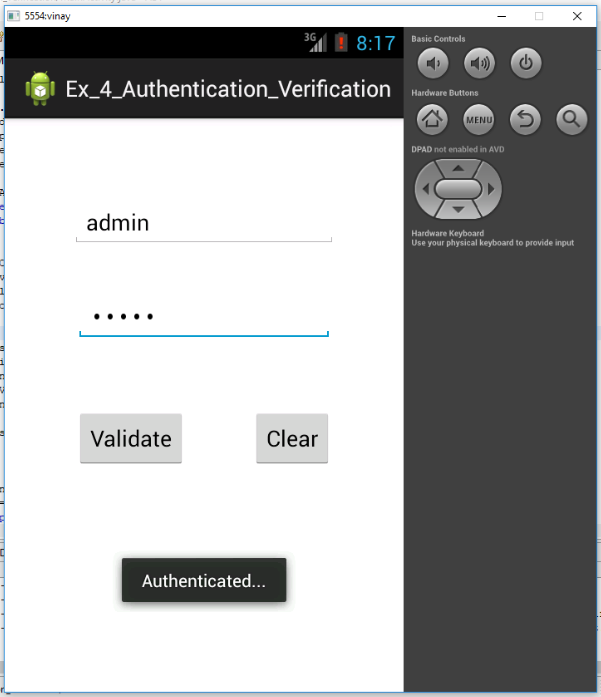 5554:vinay
3G 8:17
Ex_4_Authentication_Verification
admin
•••••
Validate
Clear
Authenticated...
Basic Controls
Hardware Buttons
MENU
DPAD not enabled in AVD
Hardware Keyboard
Use your physical keyboard to provide input